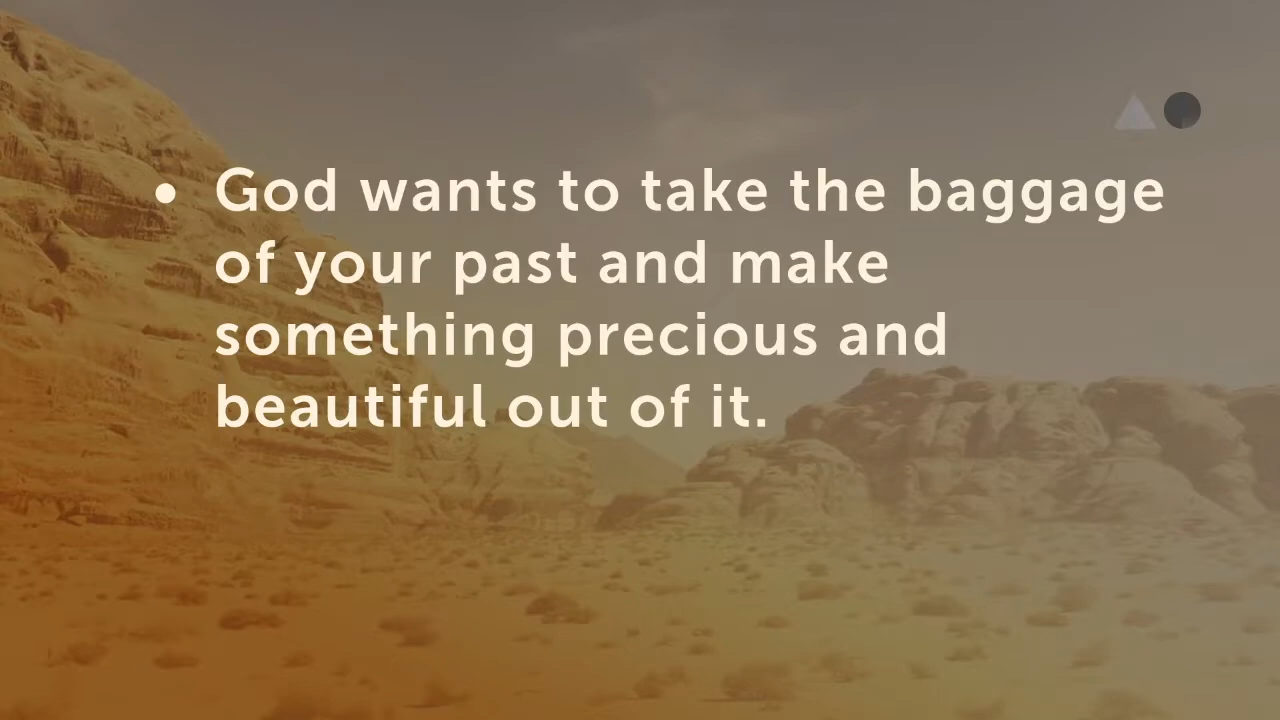 • God wants to take the baggage
of your past and make
something precious and
beautiful out of it.